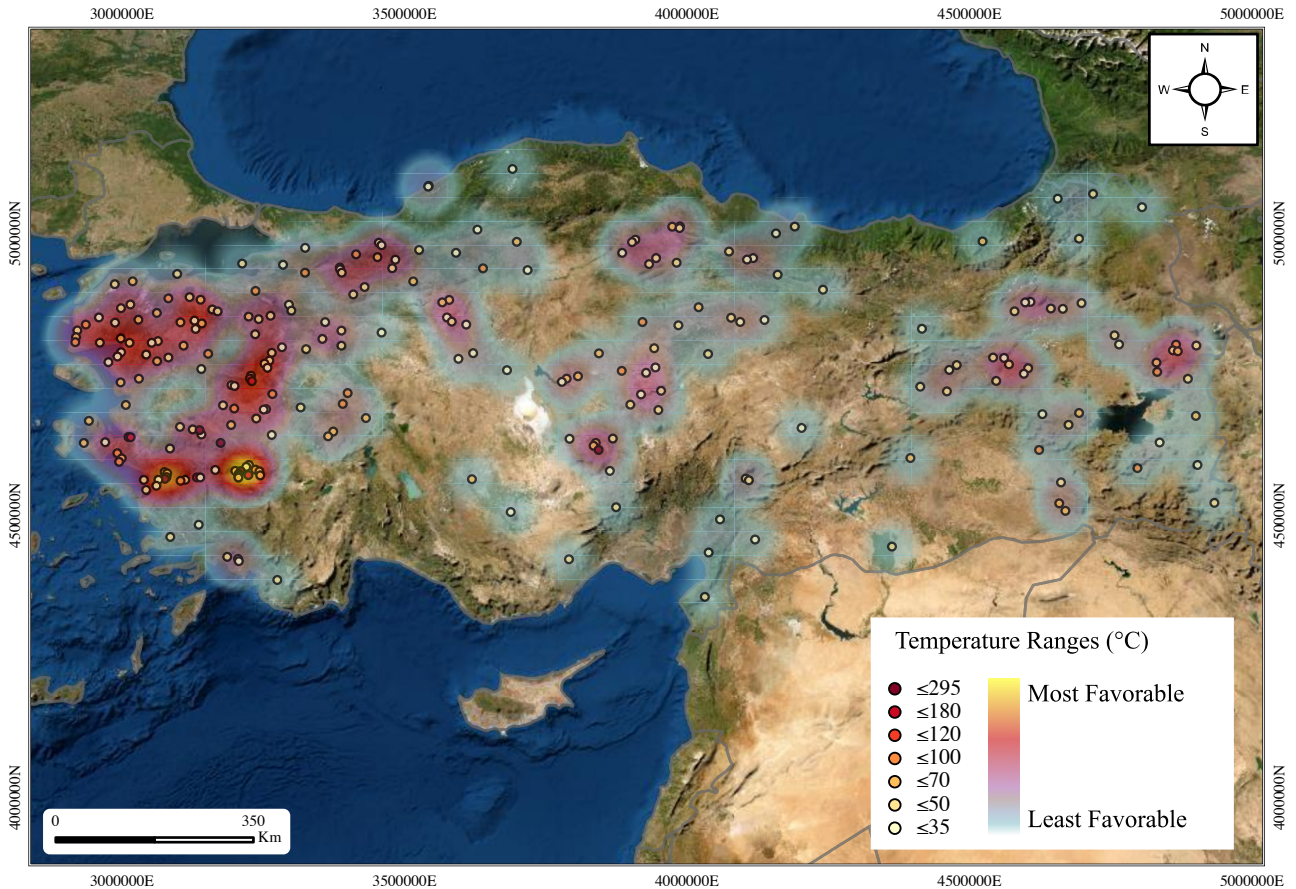 3000000E 3500000E 4000000E 4500000E 5000000E
N
W E
S
5000000N 5000000N
4500000N 4500000N
4000000N 4000000N
Temperature Ranges (°C)
≤295
≤180
≤120
≤100
≤70
≤50
≤35
Most Favorable
Least Favorable
0 350
Km
3000000E 3500000E 4000000E 4500000E 5000000E